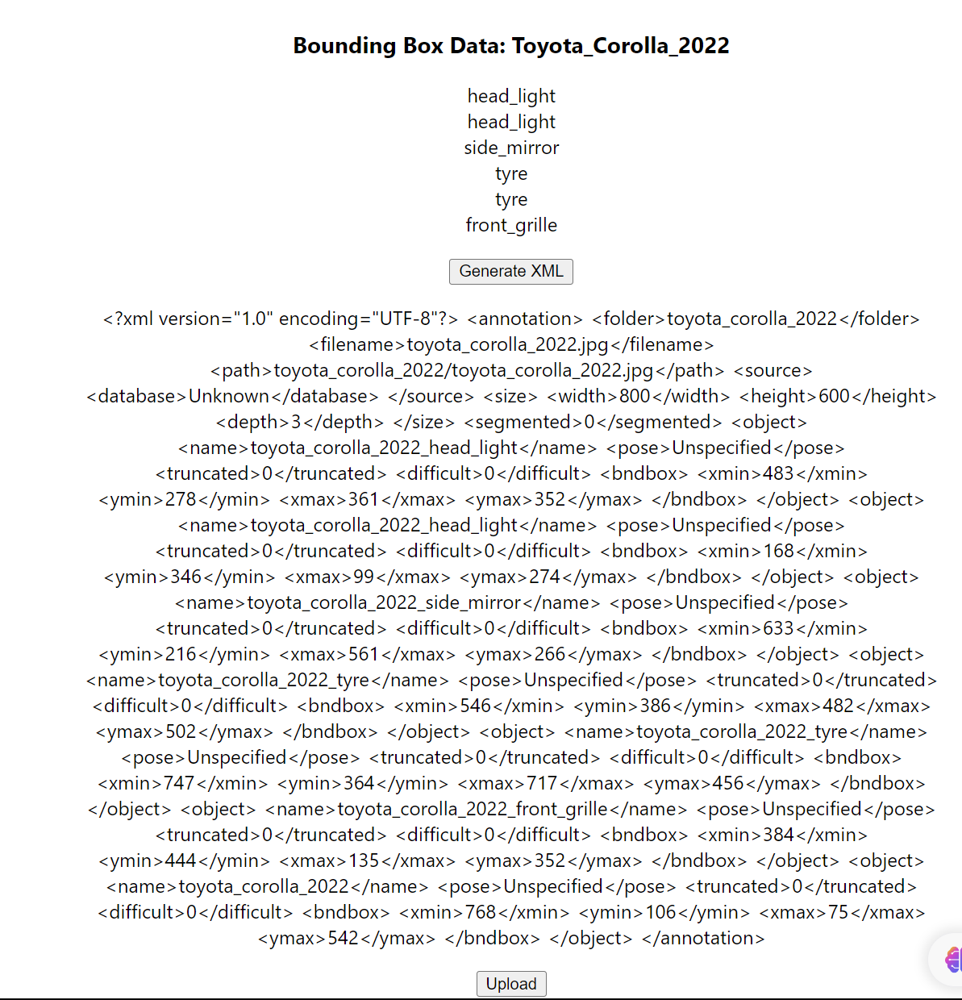 Bounding Box Data: Toyota_Corolla_2022
head_light
head_light
side_mirror
tyre
tyre
front_grille
Generate XML
<?xml version="1.0" encoding="UTF-8"?> <annotation> <folder>toyota_corolla_2022</folder>
<filename>toyota_corolla_2022.jpg</filename>
<path>toyota_corolla_2022/toyota_corolla_2022.jpg</path> <source>
<database>Unknown</database> </source> <size> <width>800</width> <height>600</height>
<depth>3</depth> </size> <segmented>0</segmented> <object>
<name>toyota_corolla_2022_head_light</name> <pose>Unspecified</pose>
<truncated>0</truncated> <difficult>0</difficult> <bndbox> <xmin>483</xmin>
<ymin>278</ymin> <xmax>361</xmax> <ymax>352</ymax> </bndbox> </object> <object>
<name>toyota_corolla_2022_head_light</name> <pose>Unspecified</pose>
<truncated>0</truncated> <difficult>0</difficult> <bndbox> <xmin>168</xmin>
<ymin>346</ymin> <xmax>99</xmax> <ymax>274</ymax> </bndbox> </object> <object>
<name>toyota_corolla_2022_side_mirror</name> <pose>Unspecified</pose>
<truncated>0</truncated> <difficult>0</difficult> <bndbox> <xmin>633</xmin>
<ymin>216</ymin> <xmax>561</xmax> <ymax>266</ymax> </bndbox> </object> <object>
<name>toyota_corolla_2022_tyre</name> <pose>Unspecified</pose> <truncated>0</truncated>
<difficult>0</difficult> <bndbox> <xmin>546</xmin> <ymin>386</ymin> <xmax>482</xmax>
<ymax>502</ymax> </bndbox> </object> <object> <name>toyota_corolla_2022_tyre</name>
<pose>Unspecified</pose> <truncated>0</truncated> <difficult>0</difficult> <bndbox>
<xmin>747</xmin> <ymin>364</ymin> <xmax>717</xmax> <ymax>456</ymax> </bndbox>
</object> <object> <name>toyota_corolla_2022_front_grille</name> <pose>Unspecified</pose>
<truncated>0</truncated> <difficult>0</difficult> <bndbox> <xmin>384</xmin>
<ymin>444</ymin> <xmax>135</xmax> <ymax>352</ymax> </bndbox> </object> <object>
<name>toyota_corolla_2022</name> <pose>Unspecified</pose> <truncated>0</truncated>
<difficult>0</difficult> <bndbox> <xmin>768</xmin> <ymin>106</ymin> <xmax>75</xmax>
<ymax>542</ymax> </bndbox> </object> </annotation>
Upload